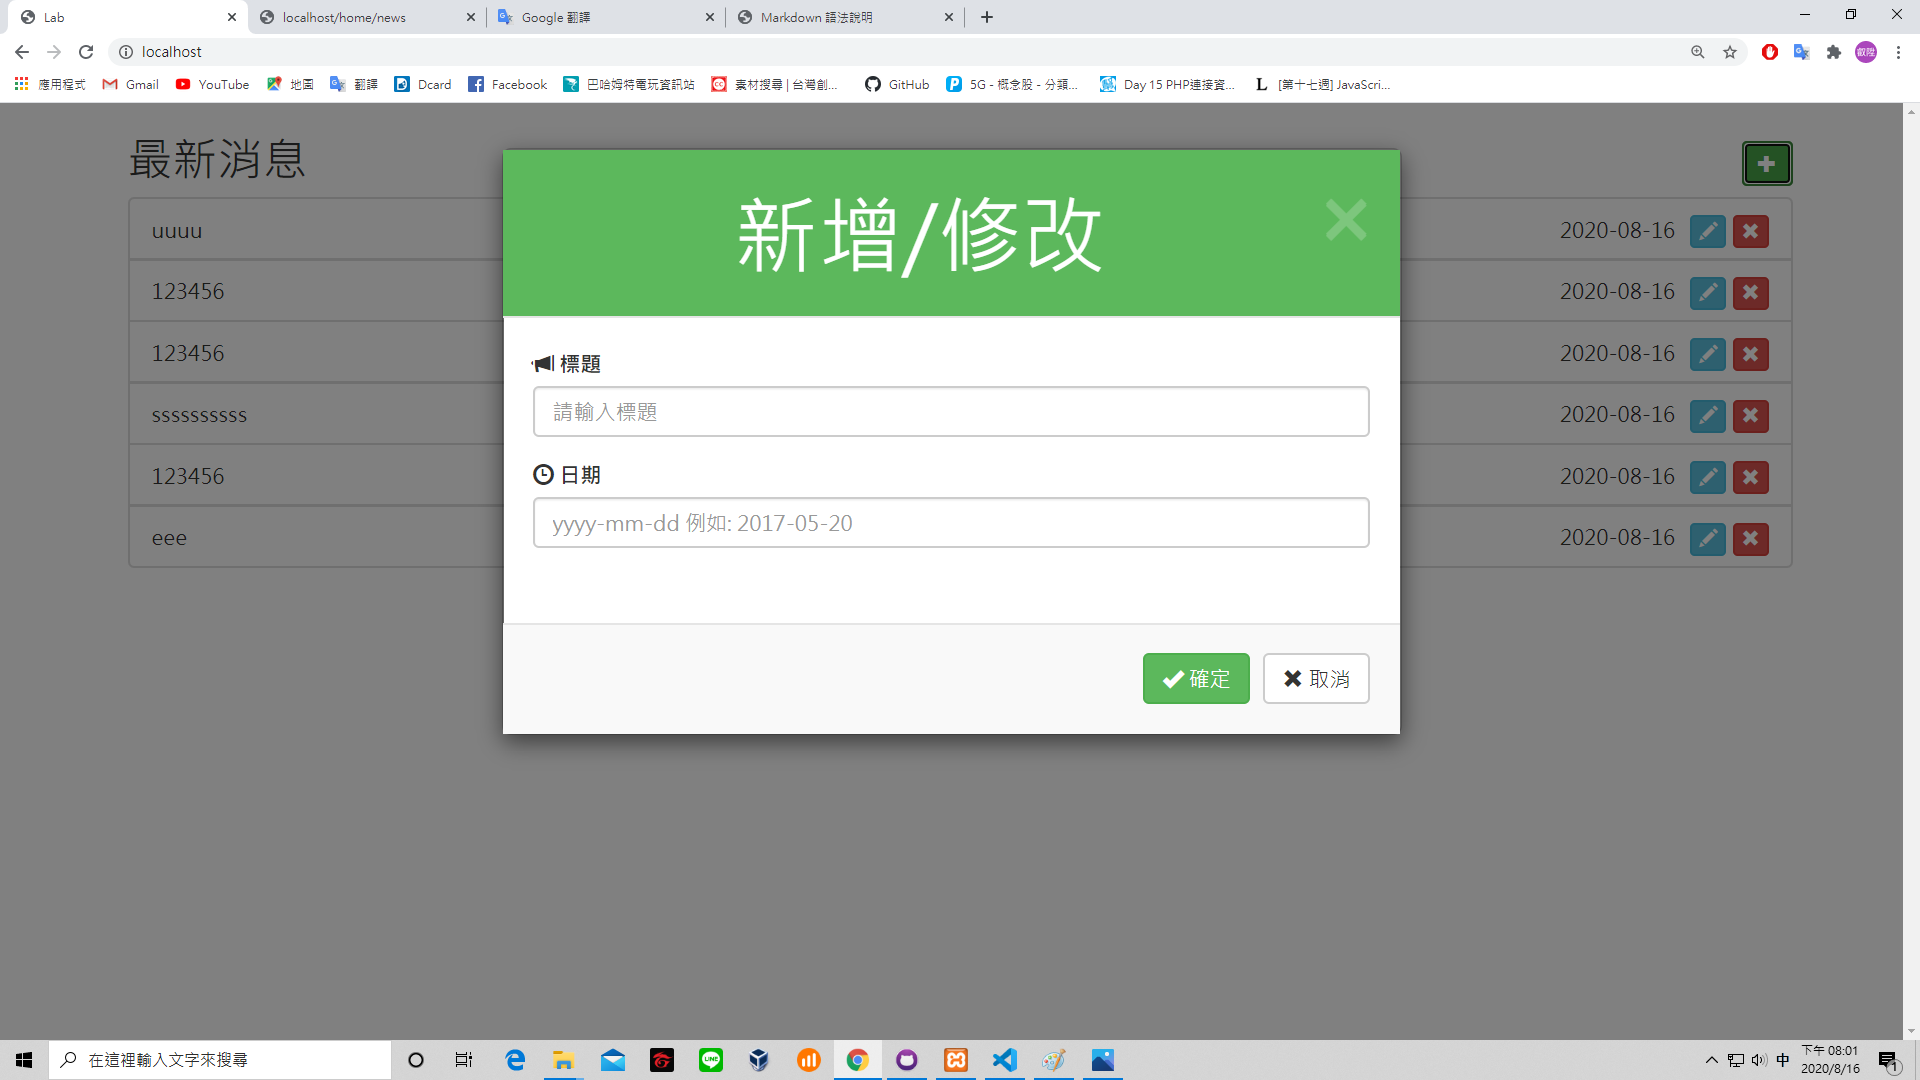 Lab
localhost/home/news
Google 翻譯
Markdown 語法說明
localhost
應用程式
Gmail
YouTube
地圖
翻譯
Dcard
Facebook
巴哈姆特電玩資訊站
素材搜尋 | 台灣創...
GitHub
5G - 概念股 - 分類...
Day 15 PHP連接資...
[第十七週] JavaScri...
最新消息
新增/修改
uuuu
2020-08-16
123456
2020-08-16
123456
2020-08-16
ssssssssss
2020-08-16
123456
2020-08-16
eee
2020-08-16
標題
請輸入標題
日期
yyyy-mm-dd 例如: 2017-05-20
確定
取消
在這裡輸入文字來搜尋
中
下午 08:01
2020/8/16
1